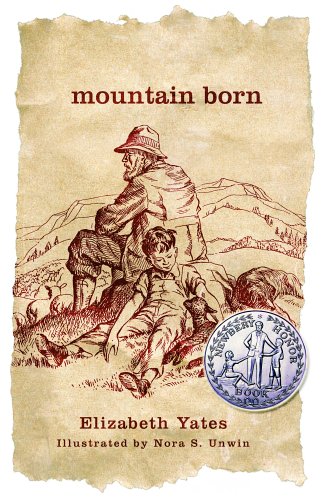 mountain born
NEWBERY HONOR
BOOK
Elizabeth Yates
Illustrated by Nora S. Unwin